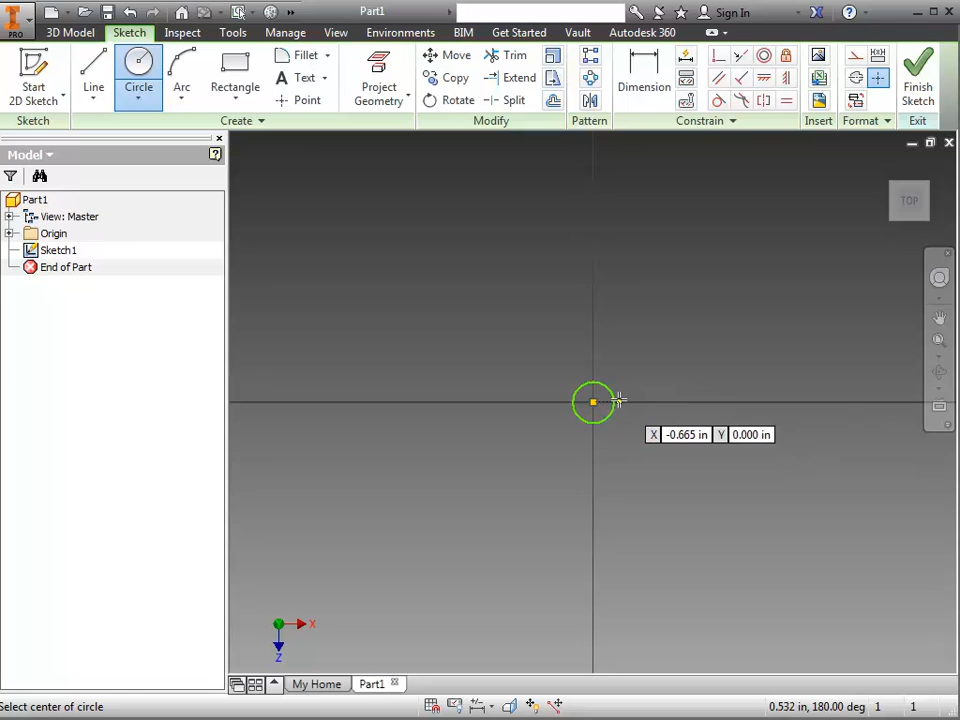 PRO
Part1
Sign In
3D Model Sketch Inspect Tools Manage View Environments BIM Get Started Vault Autodesk 360
Start 2D Sketch
Line
Circle
Arc
Rectangle
Fillet
Text
Point
Project Geometry
Move
Copy
Rotate
Trim
Extend
Split
Dimension
Finish Sketch
Sketch Create Modify Pattern Constrain Insert Format Exit
Model
Part1
View: Master
Origin
Sketch1
End of Part
TOP
X -0.665 in Y 0.000 in
X
Z
My Home Part1
Select center of circle
0.532 in, 180.00 deg 1 1